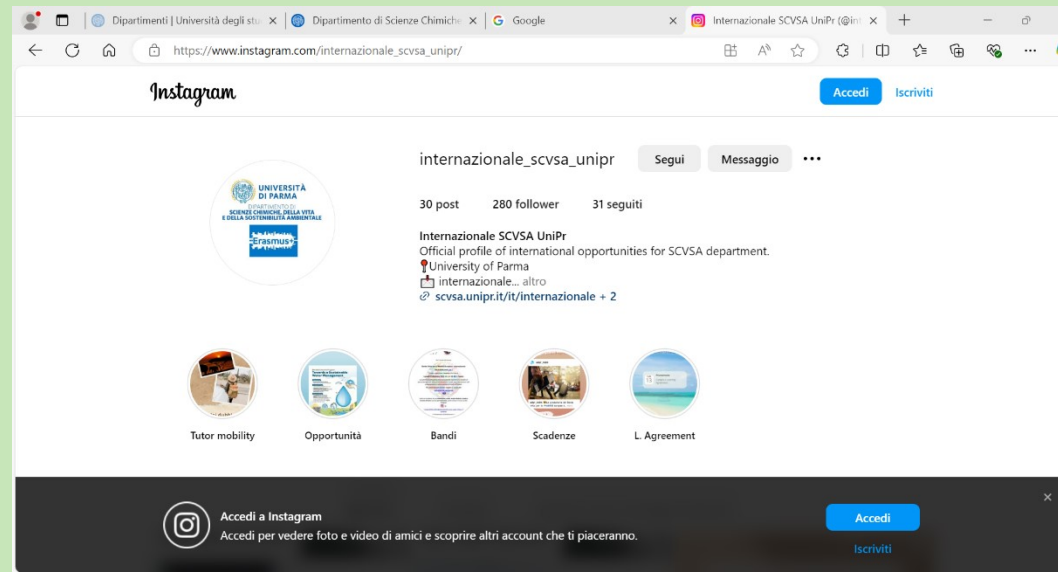 Dipartimenti | Università degli stu
Dipartimento di Scienze Chimiche
Google
Internazionale SCVSA UniPr (@int
https://www.instagram.com/internazionale_scvsa_unipr/
Instagram
Accedi
Iscriviti
UNIVERSITÀ
DI PARMA
DIPARTIMENTO DI
SCIENZE CHIMICHE, DELLA VITA
E DELLA SOSTENIBILITÀ AMBIENTALE
Erasmus+
internazionale_scvsa_unipr
Segui
Messaggio
30 post 280 follower 31 seguiti
Internazionale SCVSA UniPr
Official profile of international opportunities for SCVSA department.
University of Parma
internazionale... altro
scvsa.unipr.it/it/internazionale + 2
Tutor mobility
Opportunità
Bandi
Scadenze
L. Agreement
Accedi a Instagram
Accedi per vedere foto e video di amici e scoprire altri account che ti piaceranno.
Accedi
Iscriviti